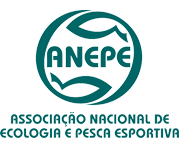 ANEPE
ASSOCIAÇÃO NACIONAL DE
ECOLOGIA E PESCA ESPORTIVA